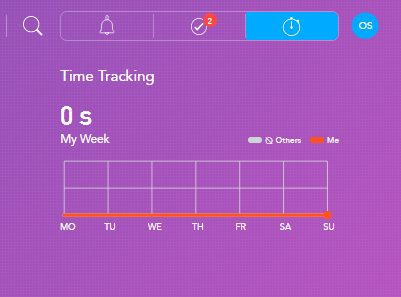 2
OS
Time Tracking
0 s
My Week
Others Me
MO TU WE TH FR SA SU